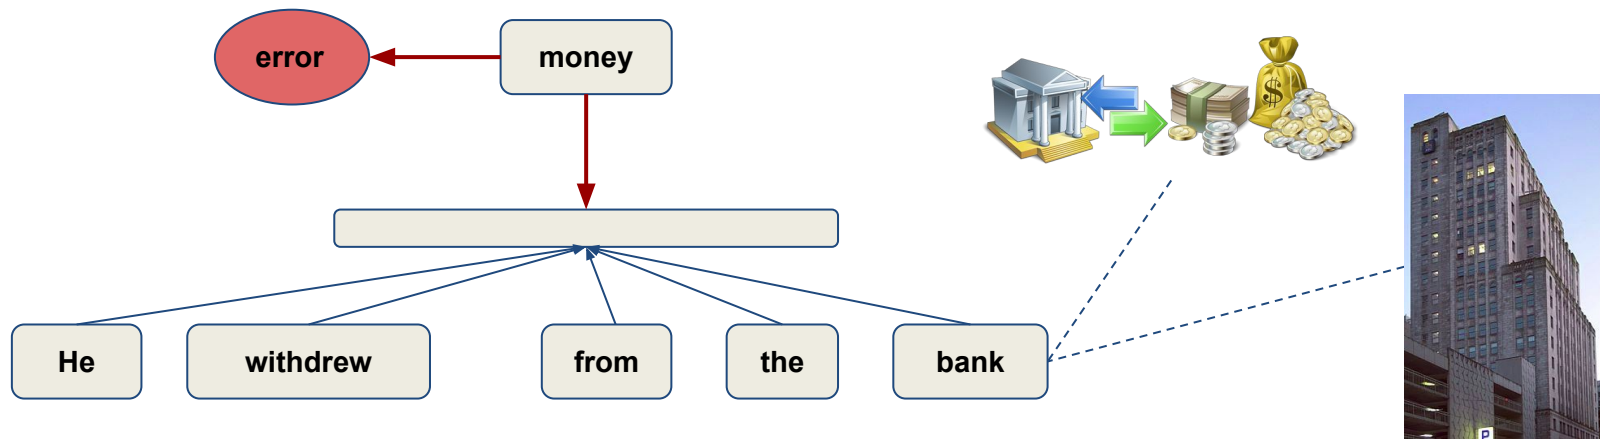 error
money
$
He
withdrew
from
the
bank
P